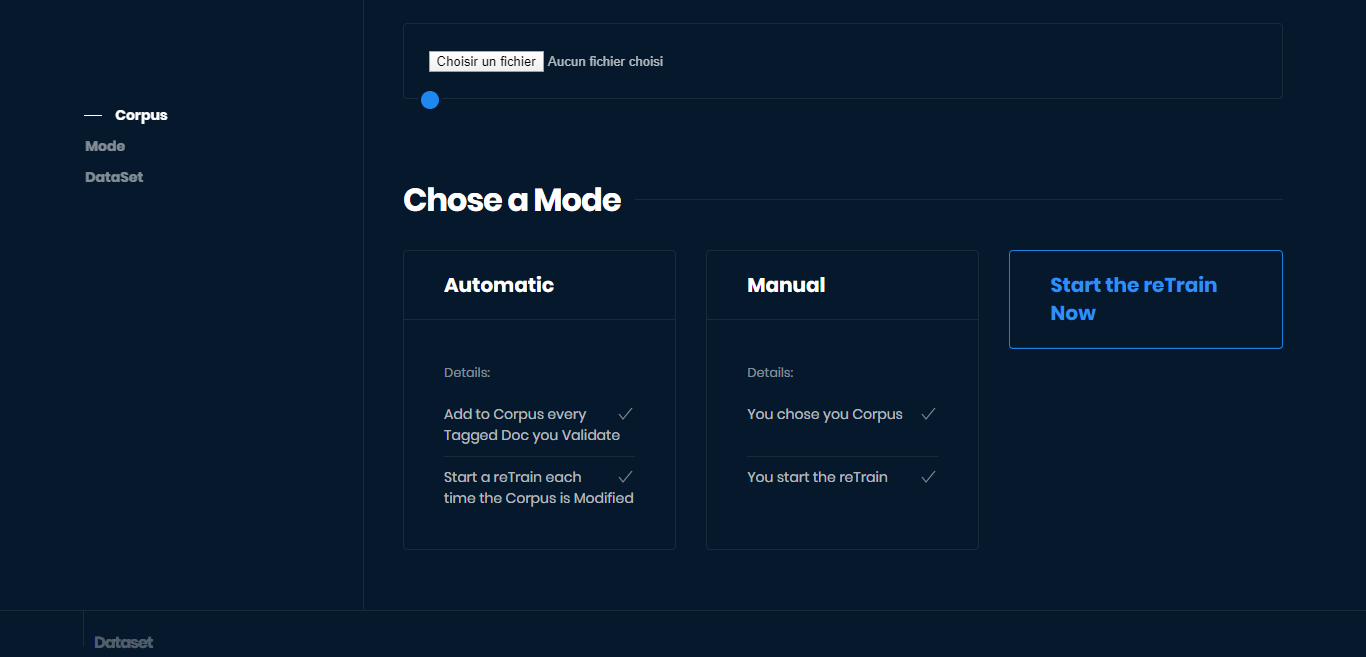 Choisir un fichier Aucun fichier choisi
Corpus
Mode
DataSet
Chose a Mode
Automatic
Details:
Add to Corpus every
Tagged Doc you Validate
Start a reTrain each
time the Corpus is Modified
Manual
Details:
You chose you Corpus
You start the reTrain
Start the reTrain
Now
Dataset